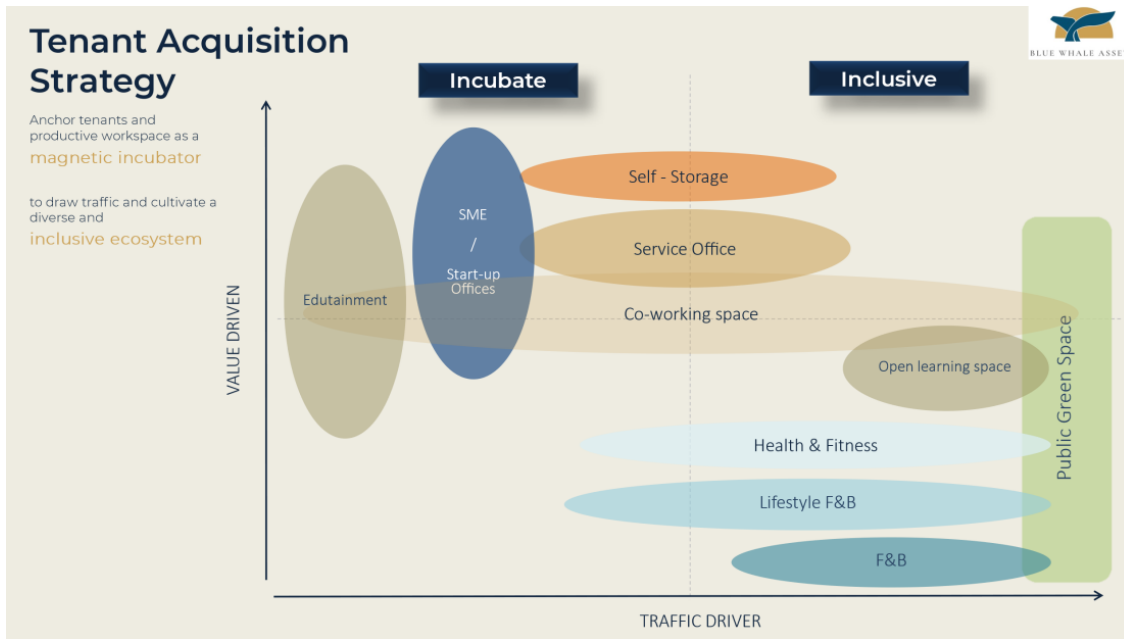 Tenant Acquisition
Strategy
Anchor tenants and
productive workspace as a
magnetic incubator
to draw traffic and cultivate a
diverse and
inclusive ecosystem
BLUE WHALE ASSE
Incubate
Inclusive
VALUE DRIVEN
Edutainment
SME
/
Start-up
Offices
Self - Storage
Service Office
Co-working space
Open learning space
Health & Fitness
Lifestyle F&B
F&B
Public Green Space
TRAFFIC DRIVER